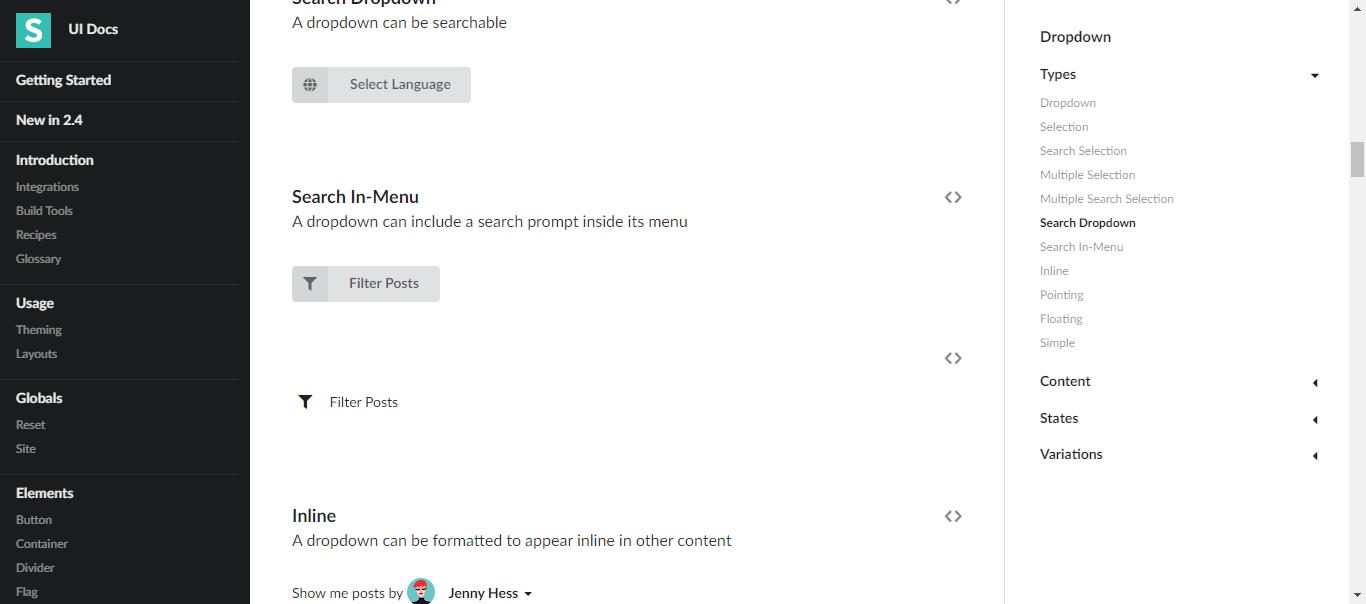 S
UI Docs
Getting Started
New in 2.4
Introduction
Integrations
Build Tools
Recipes
Glossary
Usage
Theming
Layouts
Globals
Reset
Site
Elements
Button
Container
Divider
Flag
Search Dropdown
A dropdown can be searchable
Select Language
Search In-Menu
A dropdown can include a search prompt inside its menu
Filter Posts
Filter Posts
Inline
A dropdown can be formatted to appear inline in other content
Show me posts by Jenny Hess
Dropdown
Types
Dropdown
Selection
Search Selection
Multiple Selection
Multiple Search Selection
Search Dropdown
Search In-Menu
Inline
Pointing
Floating
Simple
Content
States
Variations